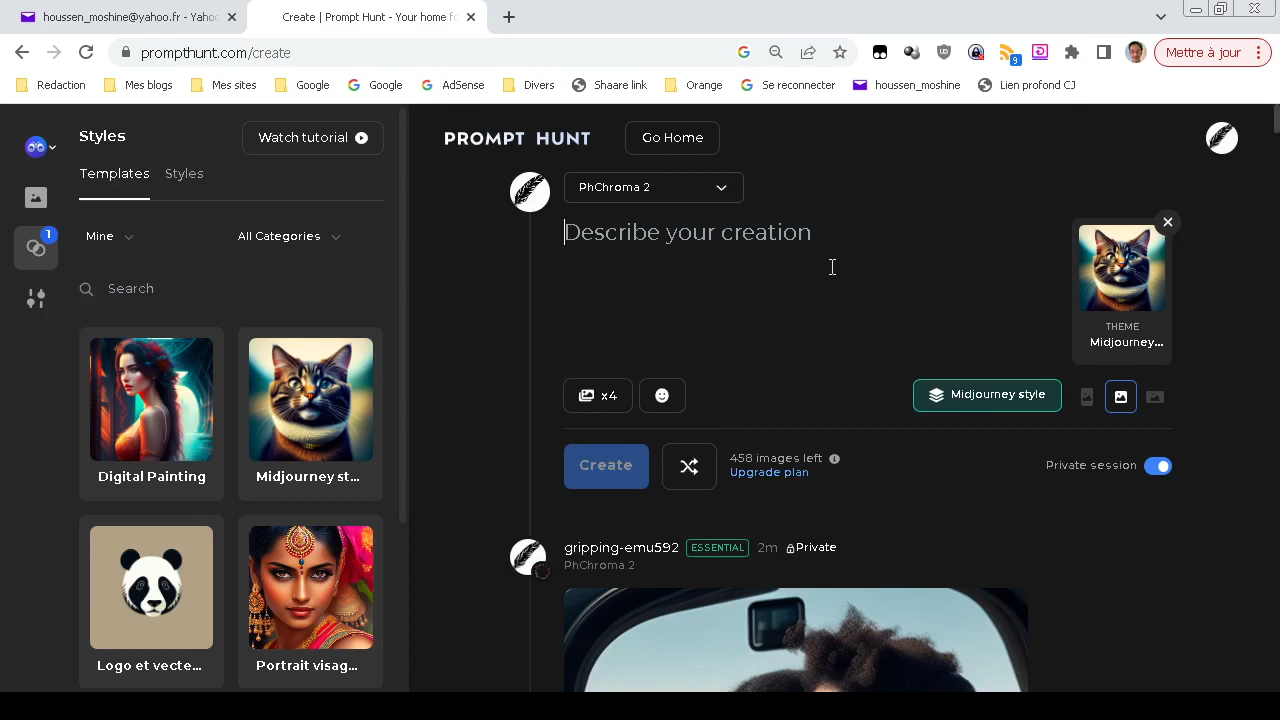 houssen_moshine@yahoo.fr - Yaho
Create | Prompt Hunt - Your home fo
prompthunt.com/create
9
Mettre à jour
Redaction
Mes blogs
Mes sites
Google
Google
AdSense
Divers
Shaare link
Orange
Se reconnecter
houssen_moshine
Lien profond CJ
Styles
Watch tutorial
Templates
Styles
1
Mine
All Categories
Search
Digital Painting
Midjourney st...
Logo et vecte...
Portrait visag...
PROMPT HUNT
Go Home
PhChroma 2
Describe your creation
THEME
Midjourney...
x4
Midjourney style
Create
458 images left
Upgrade plan
Private session
gripping-emu592
ESSENTIAL
2m
Private
PhChroma 2